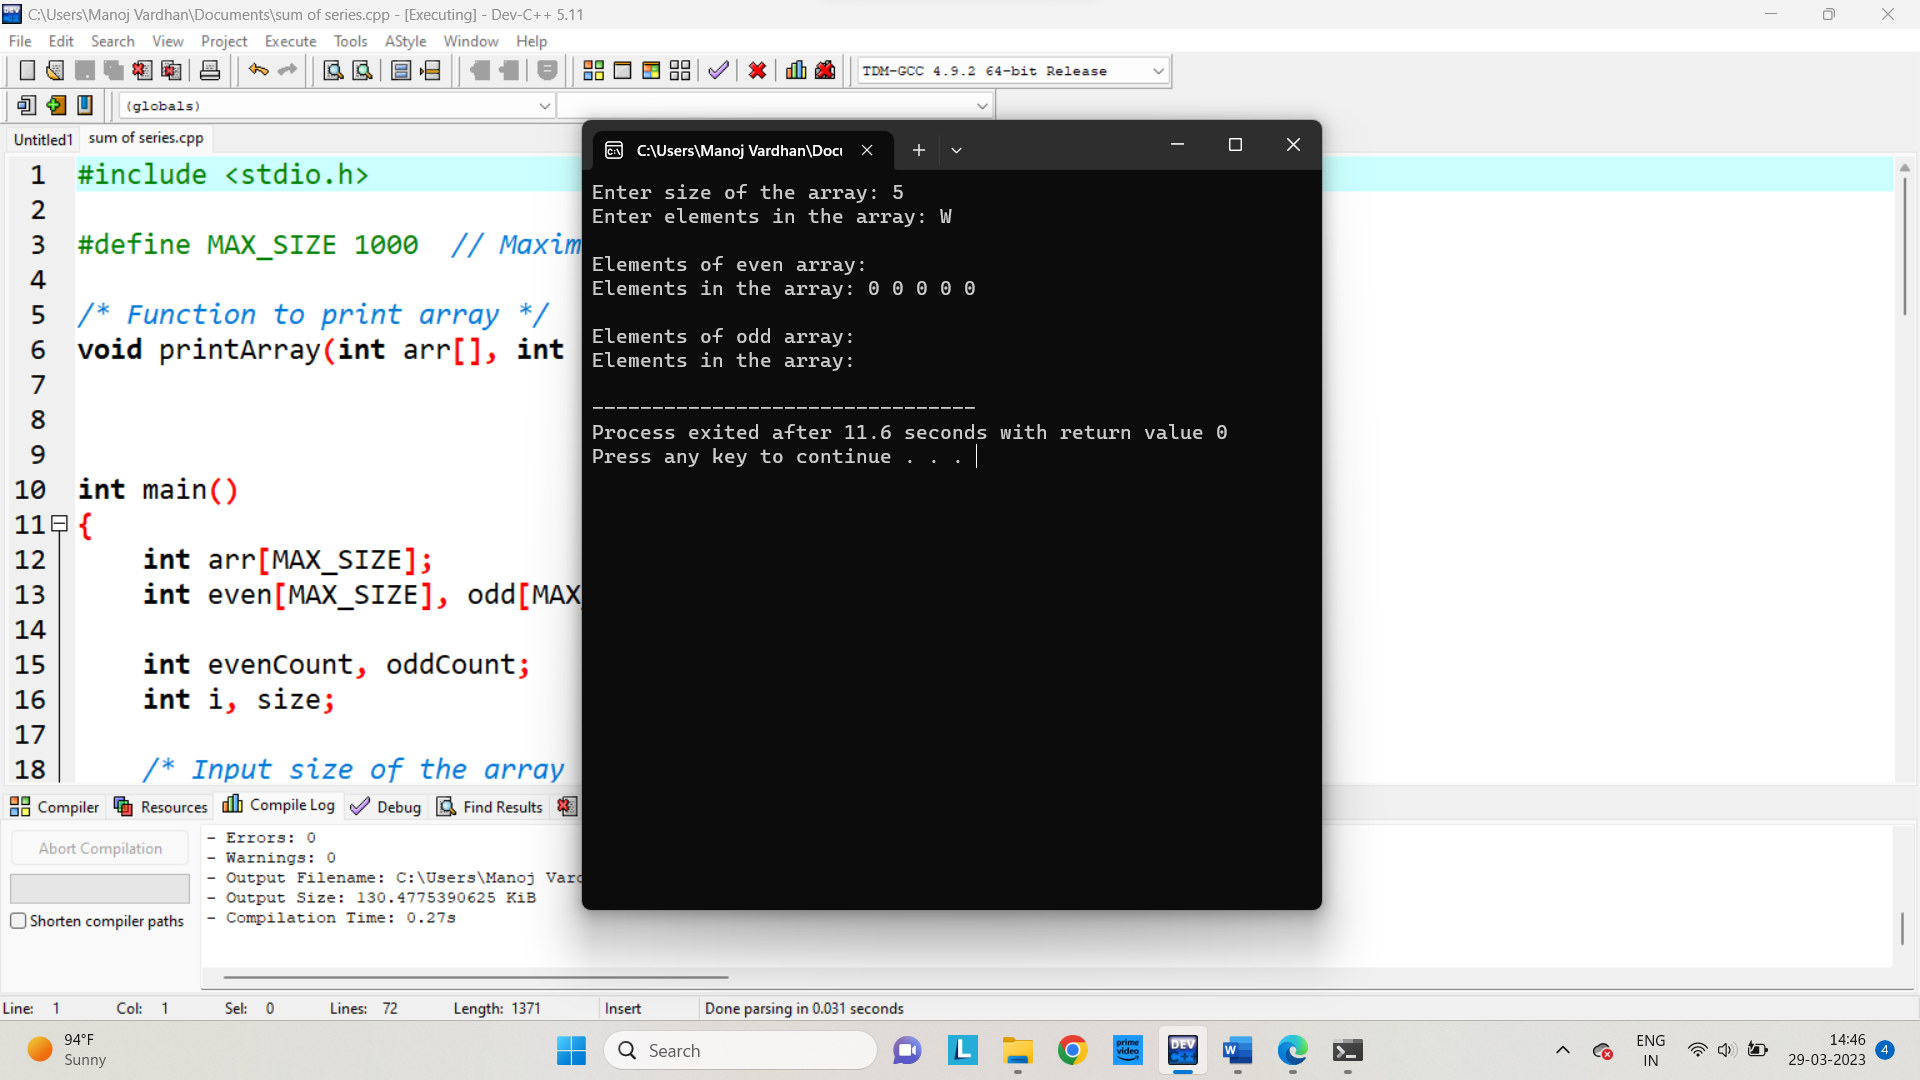 C:\Users\Manoj Vardhan\Documents\sum of series.cpp - [Executing] - Dev-C++ 5.11
File Edit Search View Project Execute Tools AStyle Window Help
TDM-GCC 4.9.2 64-bit Release
(globals)
Untitled1 sum of series.cpp
1 #include <stdio.h>
2
3 #define MAX_SIZE 1000 // Maxim
4
5 /* Function to print array */
6 void printArray(int arr[], int
7
8
9
10 int main()
11 {
12 int arr[MAX_SIZE];
13 int even[MAX_SIZE], odd[MAX
14
15 int evenCount, oddCount;
16 int i, size;
17
18 /* Input size of the array
C:\Users\Manoj Vardhan\Docu
Enter size of the array: 5
Enter elements in the array: W
Elements of even array:
Elements in the array: 0 0 0 0 0
Elements of odd array:
Elements in the array:
--------------------------------
Process exited after 11.6 seconds with return value 0
Press any key to continue . . .
Compiler Resources Compile Log Debug Find Results
Abort Compilation
Shorten compiler paths
- Errors: 0
- Warnings: 0
- Output Filename: C:\Users\Manoj Vard
- Output Size: 130.4775390625 KiB
- Compilation Time: 0.27s
Line: 1 Col: 1 Sel: 0 Lines: 72 Length: 1371 Insert Done parsing in 0.031 seconds
94°F
Sunny
Search
L
prime video
DEV C++
W
ENG
IN
14:46
29-03-2023
4